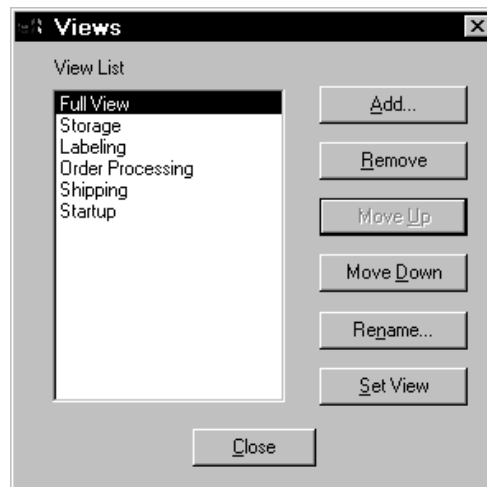 Views
View List
Full View
Storage
Labeling
Order Processing
Shipping
Startup
Add...
Remove
Move Up
Move Down
Rename...
Set View
Close